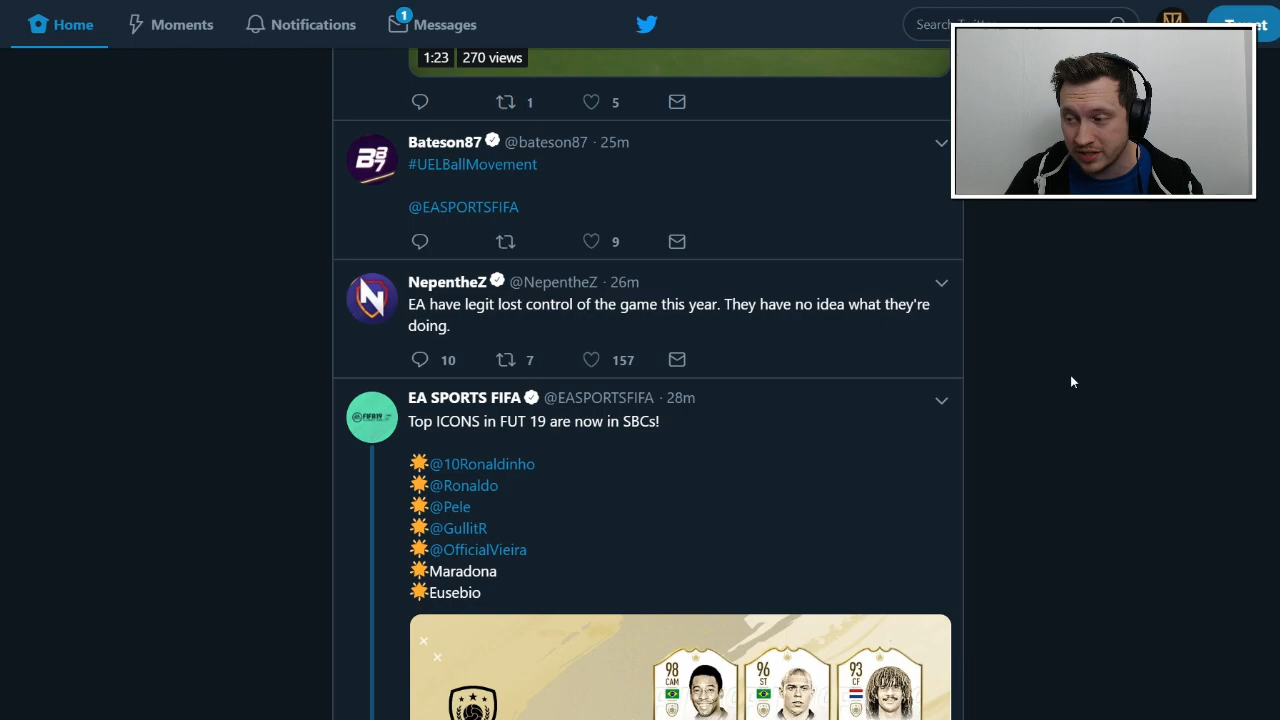 Home Moments Notifications 1 Messages Search Twitter Tweet
1:23 270 views
1 5
Bateson87 @bateson87 · 25m
#UELBallMovement
@EASPORTSFIFA
9
NepentheZ @NepentheZ · 26m
EA have legit lost control of the game this year. They have no idea what they're
doing.
10 7 157
EA SPORTS FIFA @EASPORTSFIFA · 28m
Top ICONS in FUT 19 are now in SBCs!
@10Ronaldinho
@Ronaldo
@Pele
@GullitR
@OfficialVieira
Maradona
Eusebio
98 96 93
CAM ST CF